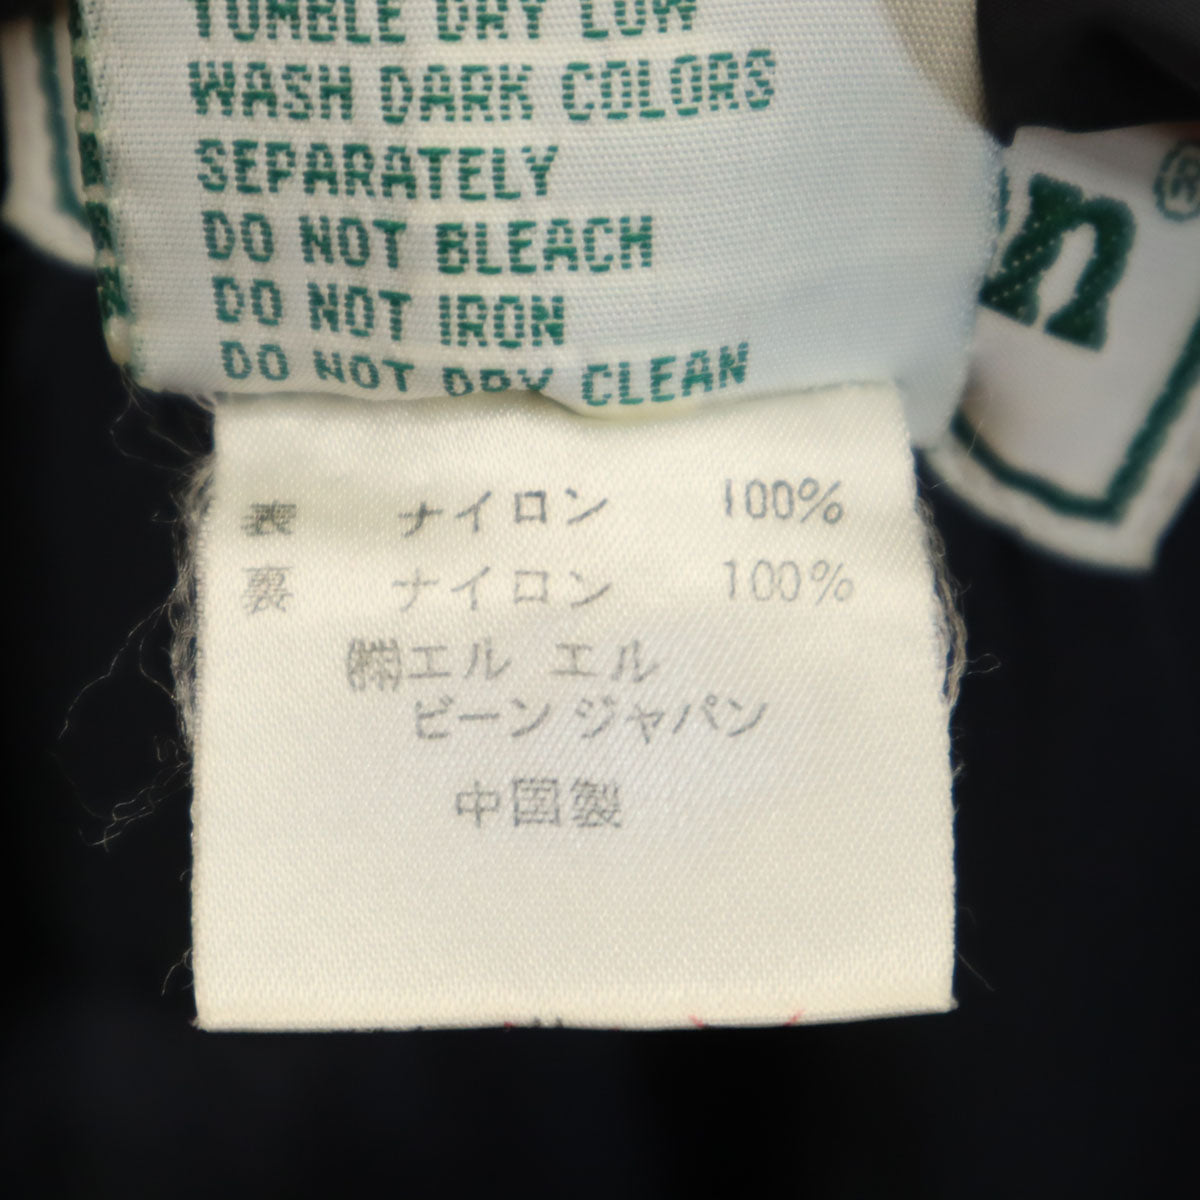 TUMBLE DRY LOW
WASH DARK COLORS
SEPARATELY
DO NOT BLEACH
DO NOT IRON
DO NOT DRY CLEAN
n®
表 ナイロン 100%
裏 ナイロン 100%
㈱エル エル
ビーン ジャパン
中国製